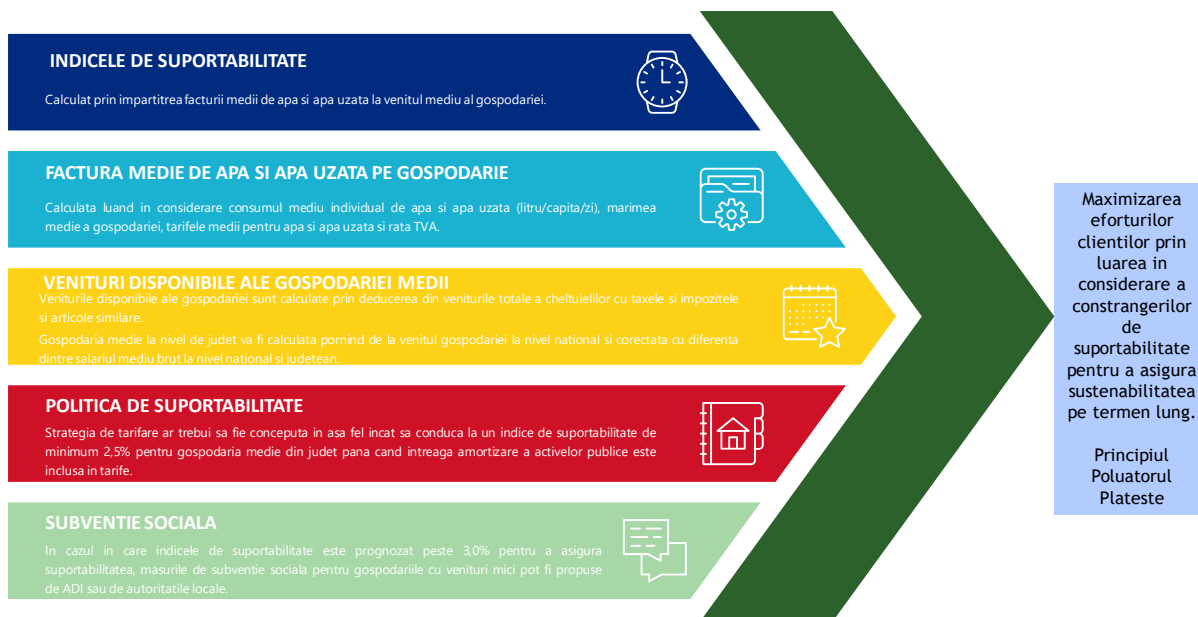 INDICELE DE SUPORTABILITATE
Calculat prin impartitrea facturii medii de apa si apa uzata la venitul mediu al gospodariei.
FACTURA MEDIE DE APA SI APA UZATA PE GOSPODARIE
Calculata luand in considerare consumul mediu individual de apa si apa uzata (litru/capita/zi), marimea
medie a gospodariei, tarifele medii pentru apa si apa uzata si rata TVA.
VENITURI DISPONIBILE ALE GOSPODARIEI MEDII
Veniturile disponibile ale gospodariei sunt calculate prin deducerea din veniturile totale a cheltuielilor cu taxele si impozitele
si articole similare.
Gospodaria medie la nivel de judet va fi calculata pornind de la venitul gospodariei la nivel national si corectata cu diferenta
dintre salariul mediu brut la nivel national si judetean.
POLITICA DE SUPORTABILITATE
Strategia de tarifare ar trebui sa fie conceputa in asa fel incat sa conduca la un indice de suportabilitate de
minimum 2,5% pentru gospodaria medie din judet pana cand intreaga amortizare a activelor publice este
inclusa in tarife.
SUBVENTIE SOCIALA
In cazul in care indicele de suportabilitate este prognozat peste 3,0% pentru a asigura
suportabilitatea, masurile de subventie sociala pentru gospodariile cu venituri mici pot fi propuse
de ADI sau de autoritatile locale.
Maximizarea
eforturilor
clientilor prin
luarea in
considerare a
constrangerilor
de
suportabilitate
pentru a asigura
sustenabilitatea
pe termen lung.
Principiul
Poluatorul
Plateste